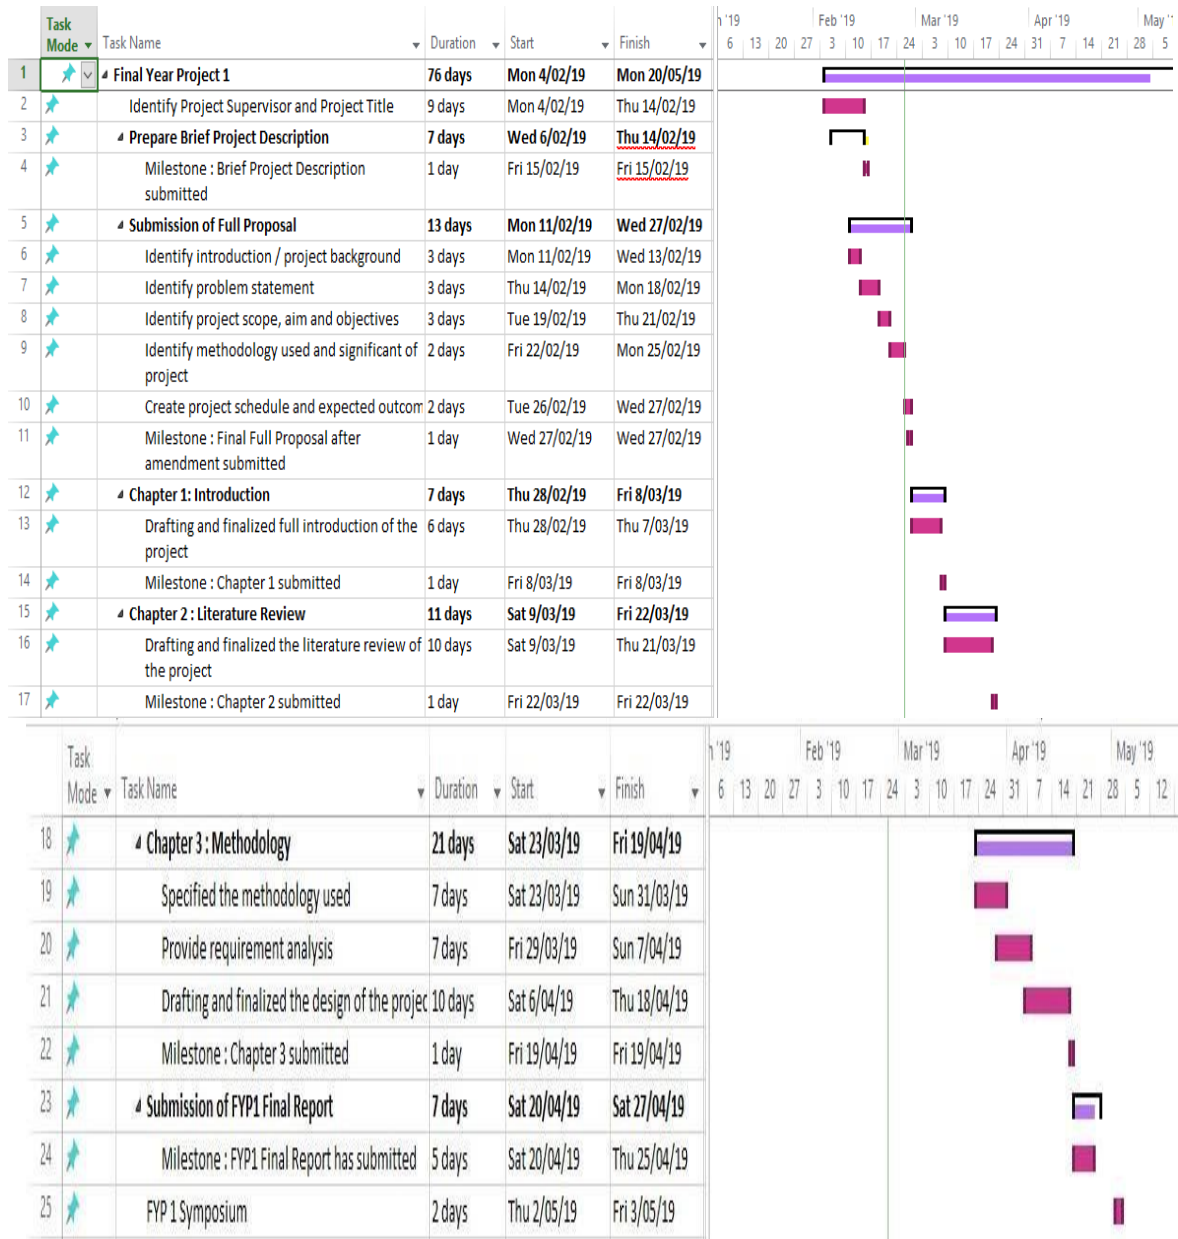 Task
Mode Task Name Duration Start Finish
'19 Feb '19 Mar '19 Apr '19 May '
6 13 20 27 3 10 17 24 3 10 17 24 31 7 14 21 28 5
1 Final Year Project 1 76 days Mon 4/02/19 Mon 20/05/19
2 Identify Project Supervisor and Project Title 9 days Mon 4/02/19 Thu 14/02/19
3 Prepare Brief Project Description 7 days Wed 6/02/19 Thu 14/02/19
4 Milestone : Brief Project Description 1 day Fri 15/02/19 Fri 15/02/19
submitted
5 Submission of Full Proposal 13 days Mon 11/02/19 Wed 27/02/19
6 Identify introduction / project background 3 days Mon 11/02/19 Wed 13/02/19
7 Identify problem statement 3 days Thu 14/02/19 Mon 18/02/19
8 Identify project scope, aim and objectives 3 days Tue 19/02/19 Thu 21/02/19
9 Identify methodology used and significant of 2 days Fri 22/02/19 Mon 25/02/19
project
10 Create project schedule and expected outcom 2 days Tue 26/02/19 Wed 27/02/19
11 Milestone : Final Full Proposal after 1 day Wed 27/02/19 Wed 27/02/19
amendment submitted
12 Chapter 1: Introduction 7 days Thu 28/02/19 Fri 8/03/19
13 Drafting and finalized full introduction of the 6 days Thu 28/02/19 Thu 7/03/19
project
14 Milestone : Chapter 1 submitted 1 day Fri 8/03/19 Fri 8/03/19
15 Chapter 2 : Literature Review 11 days Sat 9/03/19 Fri 22/03/19
16 Drafting and finalized the literature review of 10 days Sat 9/03/19 Thu 21/03/19
the project
17 Milestone : Chapter 2 submitted 1 day Fri 22/03/19 Fri 22/03/19
Task
Mode Task Name Duration Start Finish
'19 Feb '19 Mar '19 Apr '19 May '19
6 13 20 27 3 10 17 24 3 10 17 24 31 7 14 21 28 5 12
18 Chapter 3 : Methodology 21 days Sat 23/03/19 Fri 19/04/19
19 Specified the methodology used 7 days Sat 23/03/19 Sun 31/03/19
20 Provide requirement analysis 7 days Fri 29/03/19 Sun 7/04/19
21 Drafting and finalized the design of the projec 10 days Sat 6/04/19 Thu 18/04/19
22 Milestone : Chapter 3 submitted 1 day Fri 19/04/19 Fri 19/04/19
23 Submission of FYP1 Final Report 7 days Sat 20/04/19 Sat 27/04/19
24 Milestone : FYP1 Final Report has submitted 5 days Sat 20/04/19 Thu 25/04/19
25 FYP 1 Symposium 2 days Thu 2/05/19 Fri 3/05/19